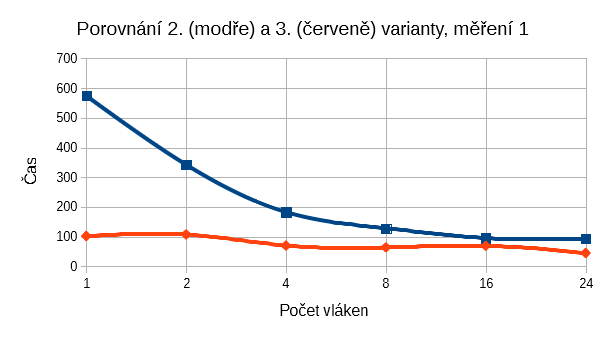 Porovnání 2. (modře) a 3. (červeně) varianty, měření 1
700
600
500
400
300
200
100
0
Čas
1 2 4 8 16 24
Počet vláken